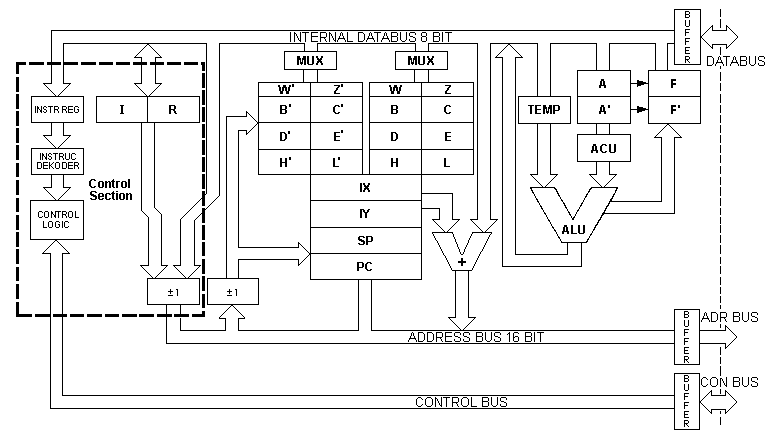 INTERNAL DATABUS 8 BIT
BUFFER
DATABUS
MUX
MUX
W' Z'
W Z
A F
INSTR REG
I R
B' C'
B C
TEMP
A' F'
D' E'
D E
ACU
INSTRUC
DEKODER
H' L'
H L
Control
Section
IX
CONTROL
LOGIC
IY
ALU
SP
+
PC
±1
±1
BUFFER
ADR BUS
ADDRESS BUS 16 BIT
BUFFER
CON BUS
CONTROL BUS